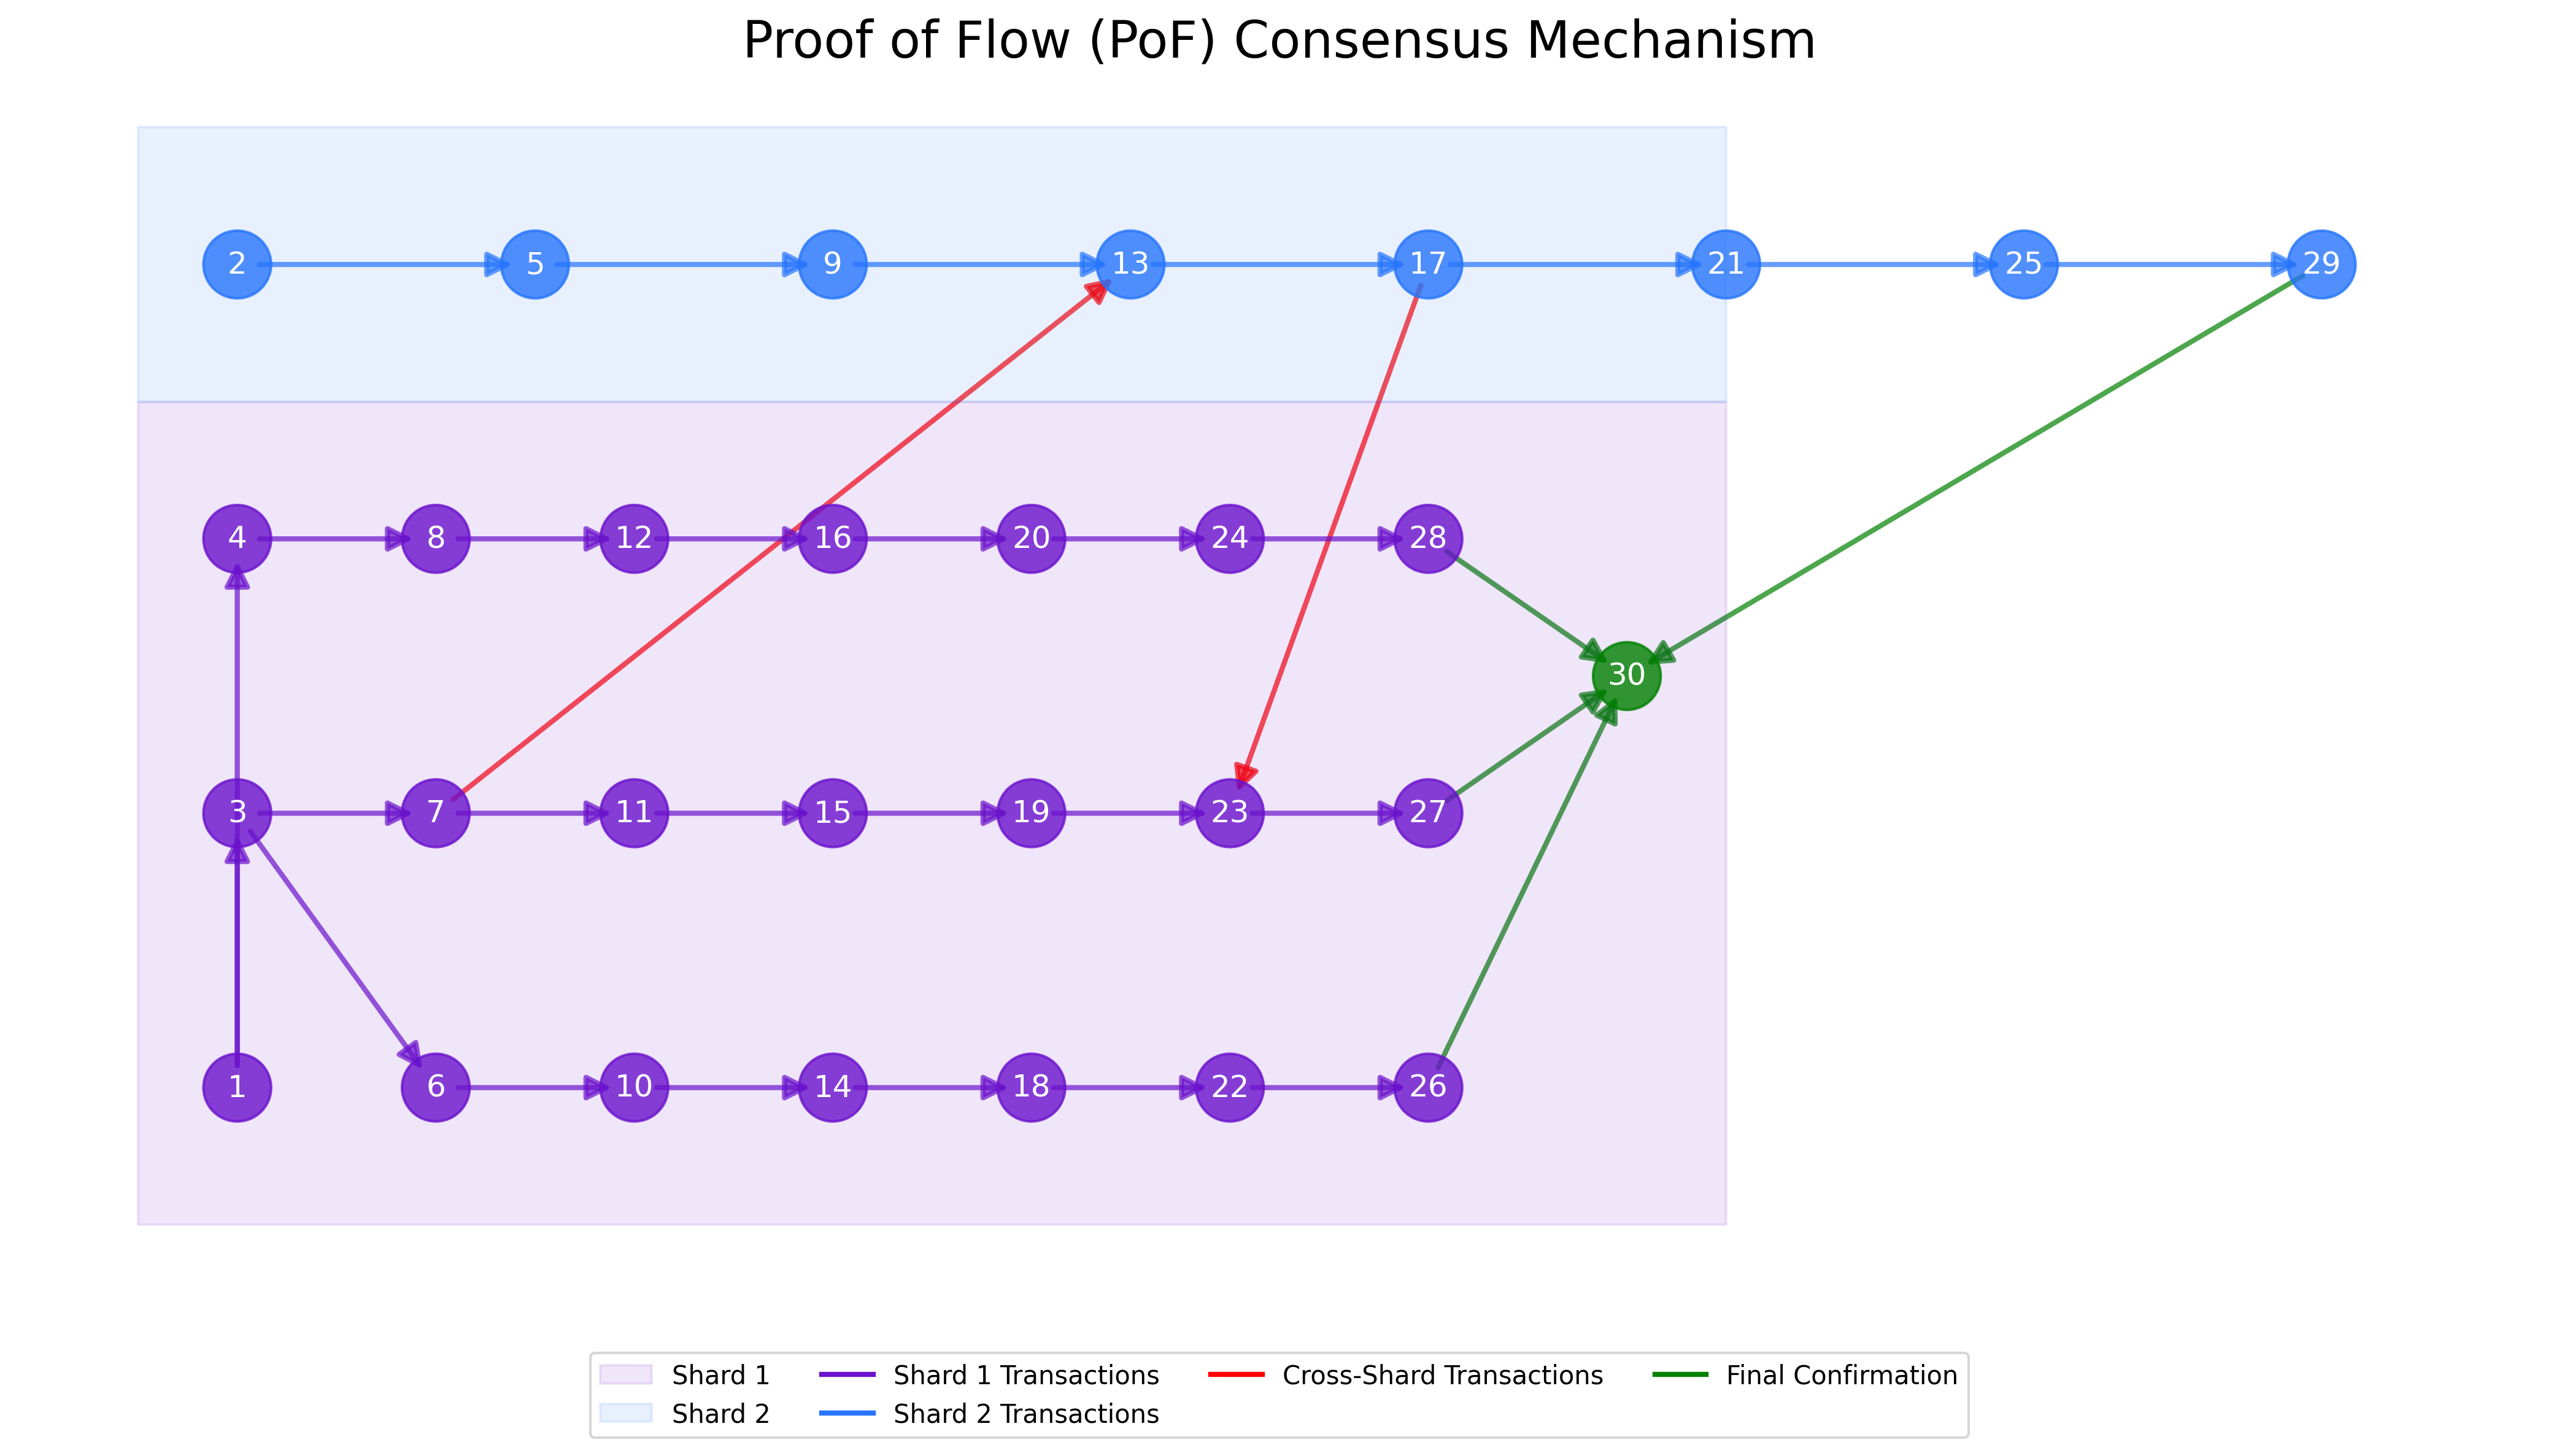 Proof of Flow (PoF) Consensus Mechanism
2 5 9 13 17 21 25 29
4 8 12 16 20 24 28
30
3 7 11 15 19 23 27
1 6 10 14 18 22 26
Shard 1 Shard 1 Transactions Cross-Shard Transactions Final Confirmation
Shard 2 Shard 2 Transactions